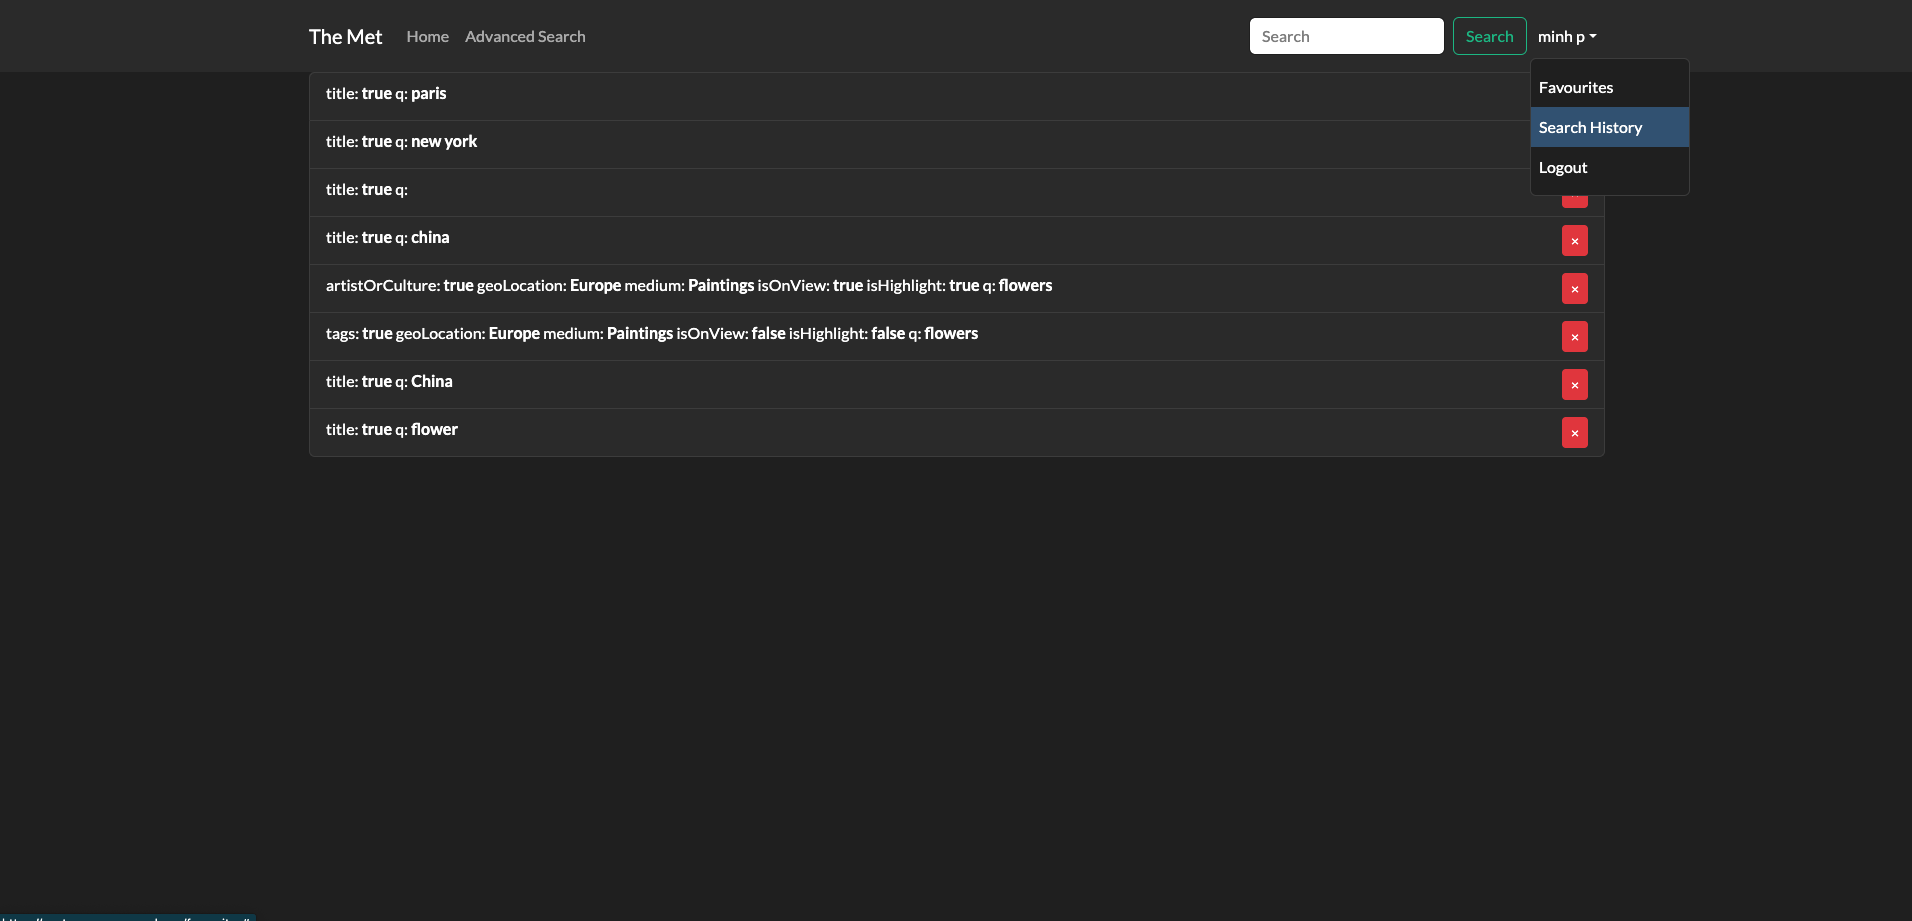 The Met Home Advanced Search Search Search minh p
Favourites
Search History
Logout
title: true q: paris
title: true q: new york
title: true q:
title: true q: china ×
artistOrCulture: true geoLocation: Europe medium: Paintings isOnView: true isHighlight: true q: flowers ×
tags: true geoLocation: Europe medium: Paintings isOnView: false isHighlight: false q: flowers ×
title: true q: China ×
title: true q: flower ×